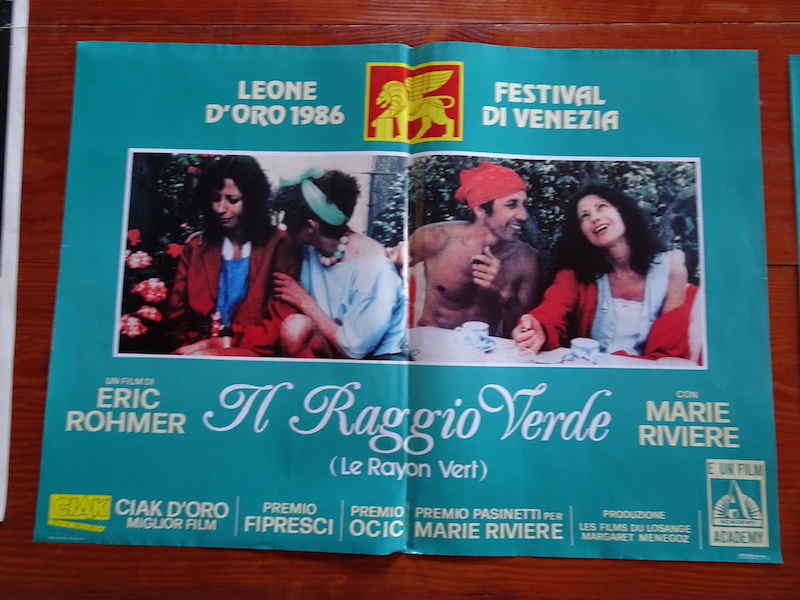 LEONE
D'ORO 1986
FESTIVAL
DI VENEZIA
UN FILM DI
ERIC
ROHMER
Il Raggio Verde
(Le Rayon Vert)
CON
MARIE
RIVIERE
CIAK
CIAK D'ORO
MIGLIOR FILM
PREMIO
FIPRESCI
PREMIO
OCIC
PREMIO PASINETTI PER
MARIE RIVIERE
PRODUZIONE
LES FILMS DU LOSANGE
MARGARET MENEGOZ
E' UN FILM
ACADEMY
ACADEMY